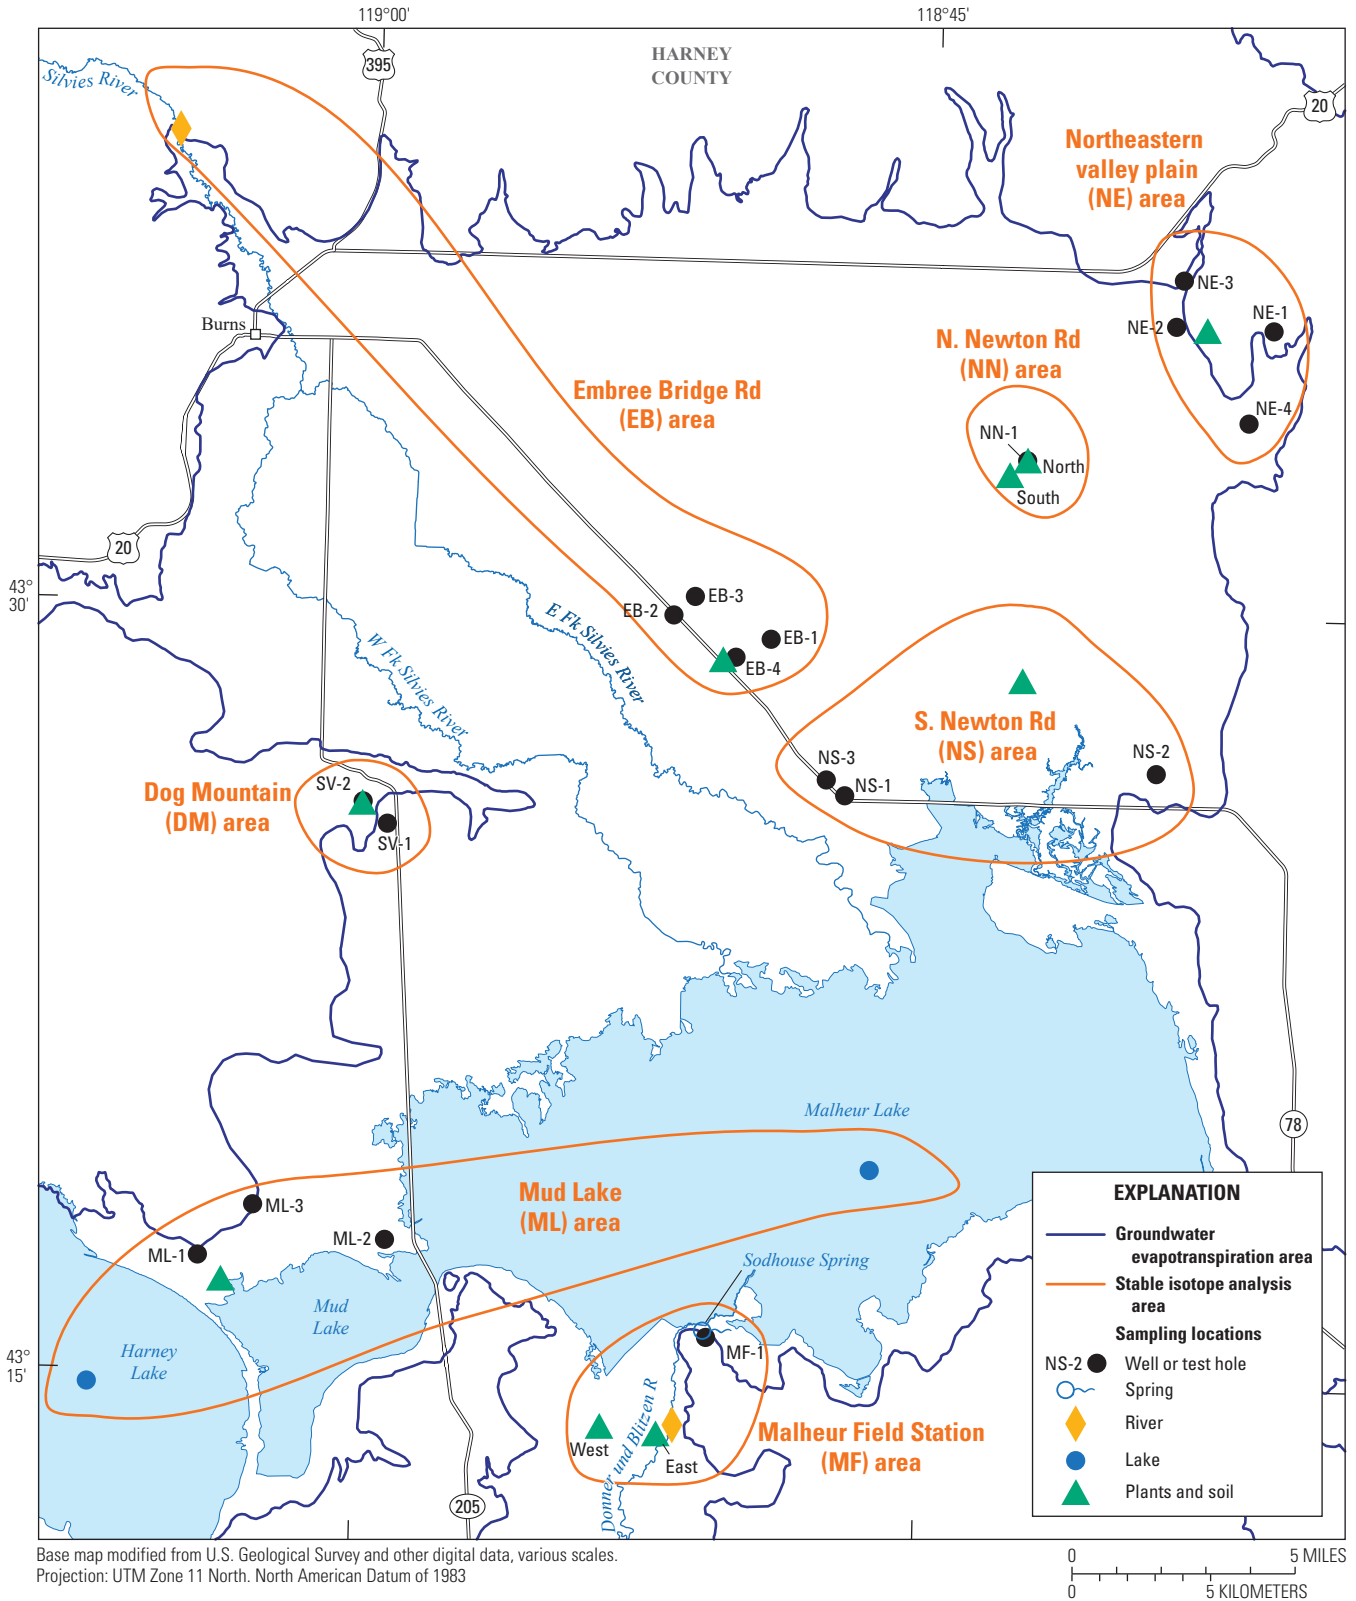 119°00'
118°45'
HARNEY
COUNTY
395
20
Silvies River
Northeastern
valley plain
(NE) area
NE-3
NE-2
NE-1
NE-4
Burns
N. Newton Rd
(NN) area
NN-1
North
South
Embree Bridge Rd
(EB) area
20
43°
30'
EB-3
EB-2
EB-1
EB-4
E Fk Silvies River
W Fk Silvies River
S. Newton Rd
(NS) area
NS-3
NS-1
NS-2
Dog Mountain
(DM) area
SV-2
SV-1
Malheur Lake
78
Mud Lake
(ML) area
ML-3
ML-2
ML-1
Sodhouse Spring
Mud
Lake
Harney
Lake
43°
15'
MF-1
Malheur Field Station
(MF) area
West
East
Donner und Blitzen R
205
EXPLANATION
Groundwater
evapotranspiration area
Stable isotope analysis
area
Sampling locations
NS-2 Well or test hole
Spring
River
Lake
Plants and soil
Base map modified from U.S. Geological Survey and other digital data, various scales.
Projection: UTM Zone 11 North. North American Datum of 1983
0 5 MILES
0 5 KILOMETERS